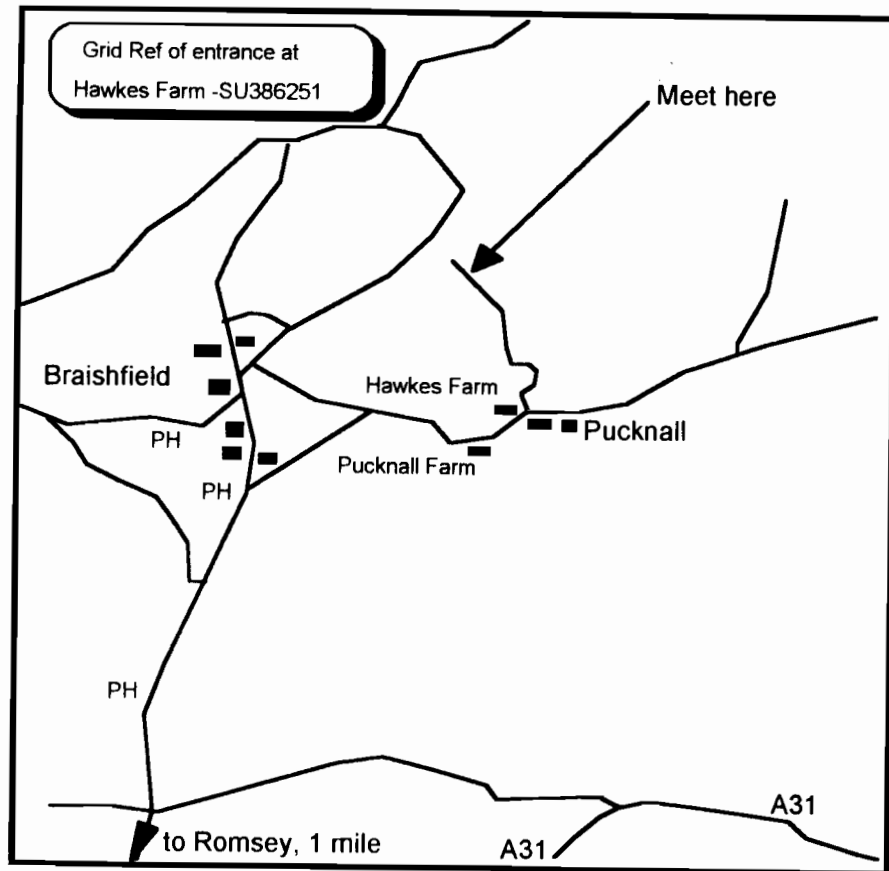 Grid Ref of entrance at
Hawkes Farm -SU386251
Meet here
Braishfield
Hawkes Farm
PH
Pucknall
Pucknall Farm
PH
PH
A31
to Romsey, 1 mile
A31